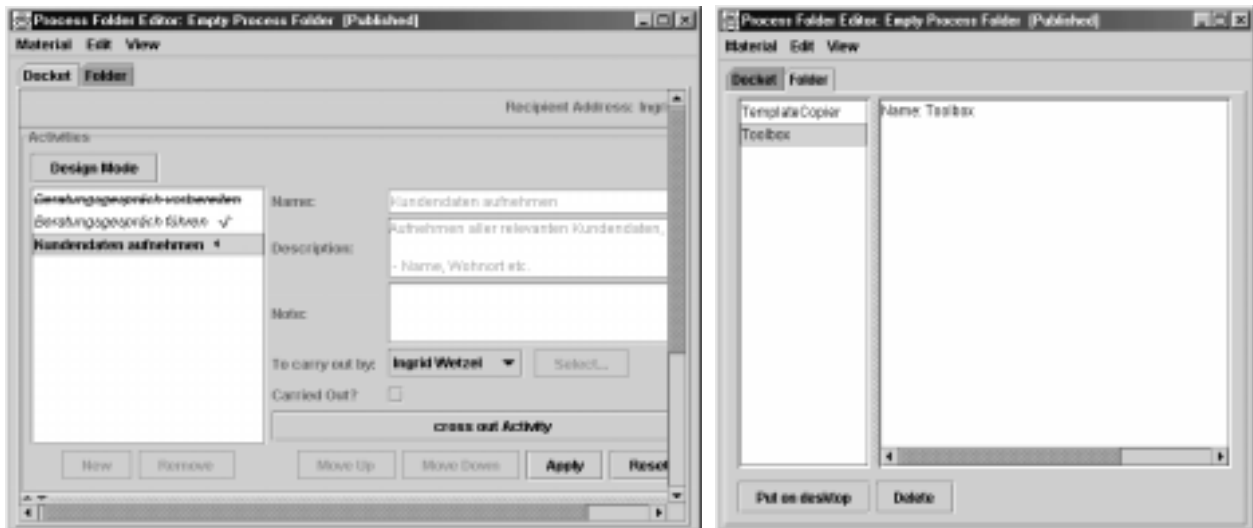 Process Folder Editor: Empty Process Folder (Published)
Material Edit View
Docket Folder
Recipient Address: Ingri
Activities
Design Mode
Beratungsgespräch vorbereiten
Beratungsgespräch führen √
Kundendaten aufnehmen
Name:
Kundendaten aufnehmen
Description:
Aufnehmen aller relevanten Kundendaten,
- Name, Wohnort etc.
Note:
To carry out by: Ingrid Wetzel Select...
Carried Out?
cross out Activity
New Remove Move Up Move Down Apply Reset
Process Folder Editor: Empty Process Folder (Published)
Material Edit View
Docket Folder
TemplateCopier
Toolbox
Name: Toolbox
Put on desktop Delete